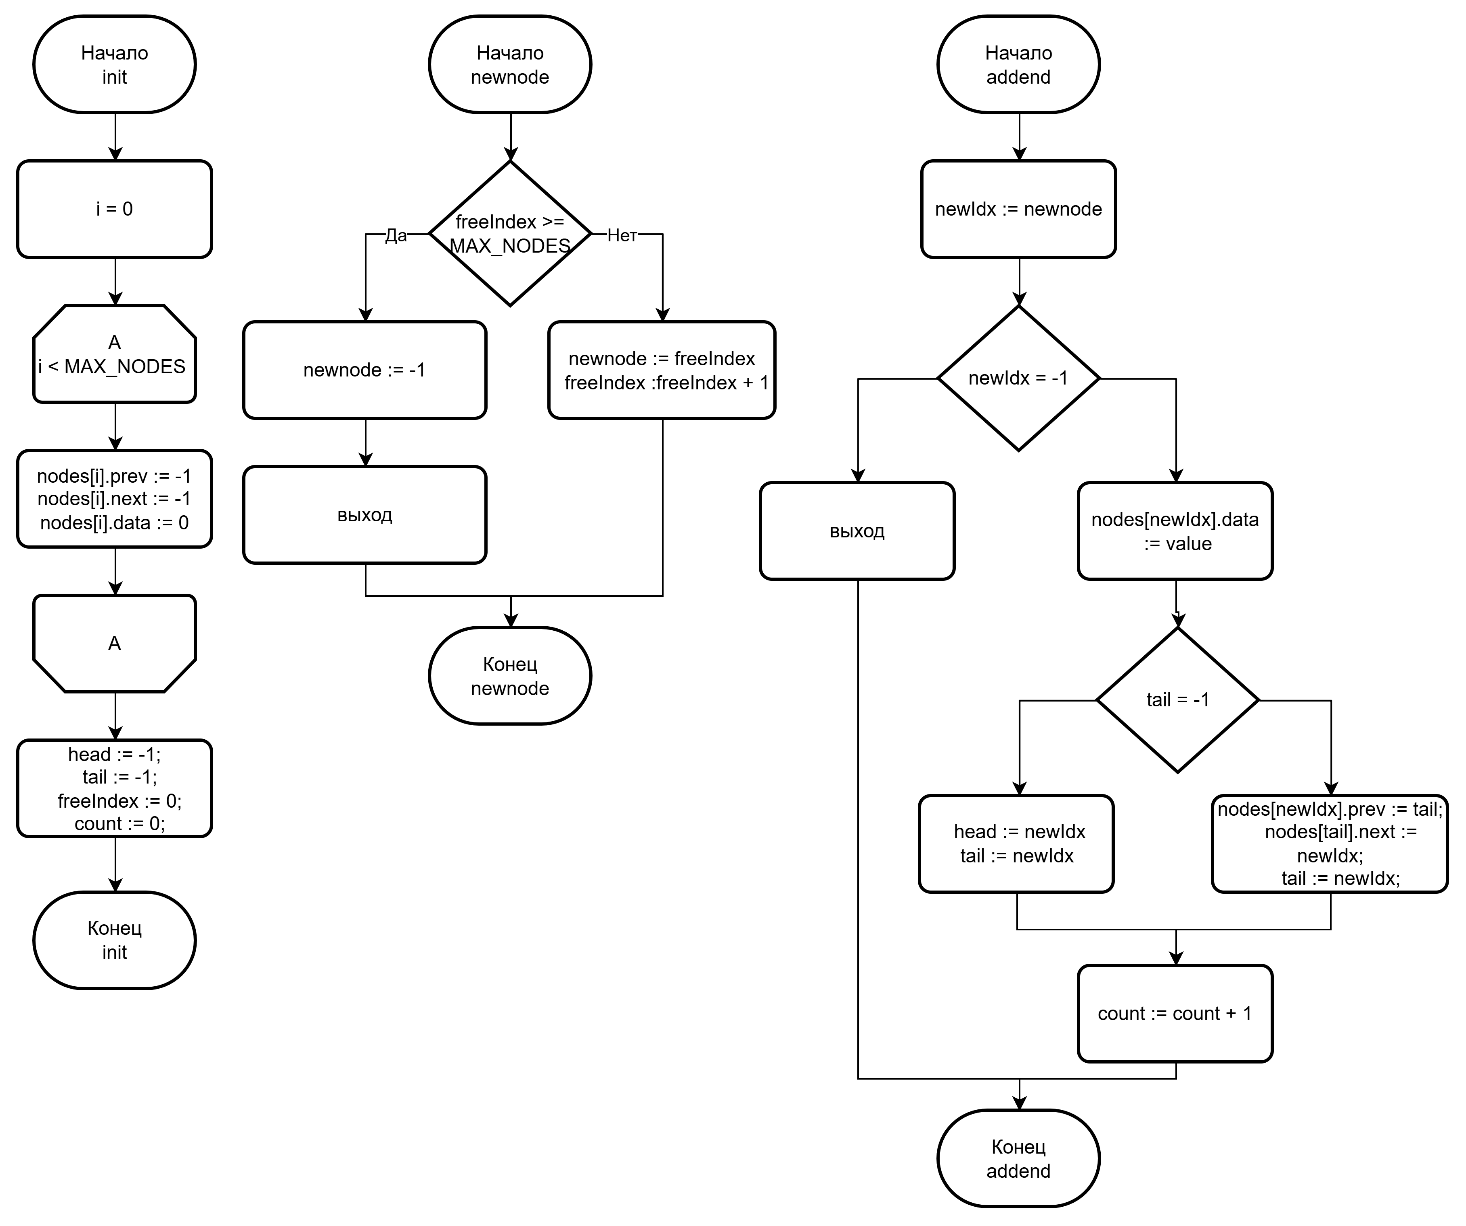 Начало
init
i = 0
A
i < MAX_NODES
nodes[i].prev := -1
nodes[i].next := -1
nodes[i].data := 0
A
head := -1;
tail := -1;
freeIndex := 0;
count := 0;
Конец
init
Начало
newnode
freeIndex >=
MAX_NODES
Да
Нет
newnode := -1
newnode := freeIndex
freeIndex :freeIndex + 1
выход
Конец
newnode
Начало
addend
newIdx := newnode
newIdx = -1
выход
nodes[newIdx].data
:= value
tail = -1
head := newIdx
tail := newIdx
nodes[newIdx].prev := tail;
nodes[tail].next :=
newIdx;
tail := newIdx;
count := count + 1
Конец
addend